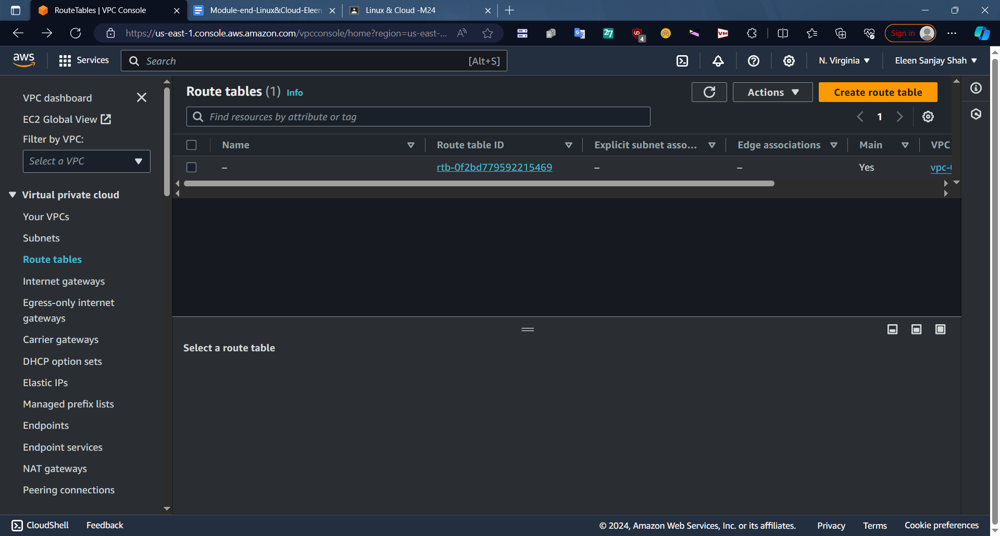 RouteTables | VPC Console
Module-end-Linux&Cloud-Eleen
Linux & Cloud -M24
https://us-east-1.console.aws.amazon.com/vpcconsole/home?region=us-east-...
27
4
VM
Sign in
aws
Services
Search
[Alt+S]
N. Virginia
Eleen Sanjay Shah
VPC dashboard
EC2 Global View
Filter by VPC:
Select a VPC
Virtual private cloud
Your VPCs
Subnets
Route tables
Internet gateways
Egress-only internet
gateways
Carrier gateways
DHCP option sets
Elastic IPs
Managed prefix lists
Endpoints
Endpoint services
NAT gateways
Peering connections
Route tables (1) Info
Actions
Create route table
Find resources by attribute or tag
1
Name
Route table ID
Explicit subnet asso...
Edge associations
Main
VPC
–
rtb-0f2bd779592215469
–
–
Yes
vpc-
Select a route table
CloudShell
Feedback
© 2024, Amazon Web Services, Inc. or its affiliates.
Privacy
Terms
Cookie preferences